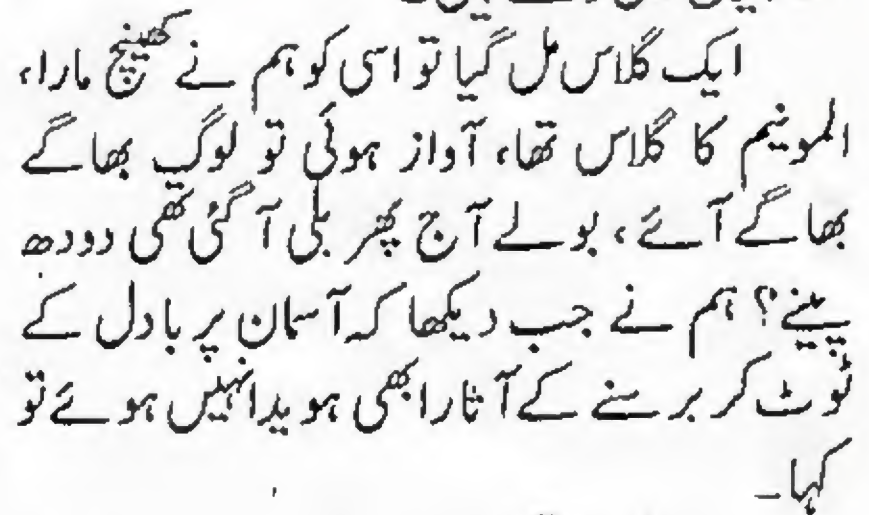 ایک گلاس مل گیا تو اسی کو ہم نے کھینچ مارا،
المونیم کا گلاس تھا، آواز ہوئی تو لوگ بھاگے
بھاگے آئے، بولے آج پھر بلی آ گئی تھی دودھ
پینے؟ ہم نے جب دیکھا کہ آسمان پر بادل کے
ٹوٹ کر برسنے کے آثار ابھی ہویدا نہیں ہوئے تو
کہا۔